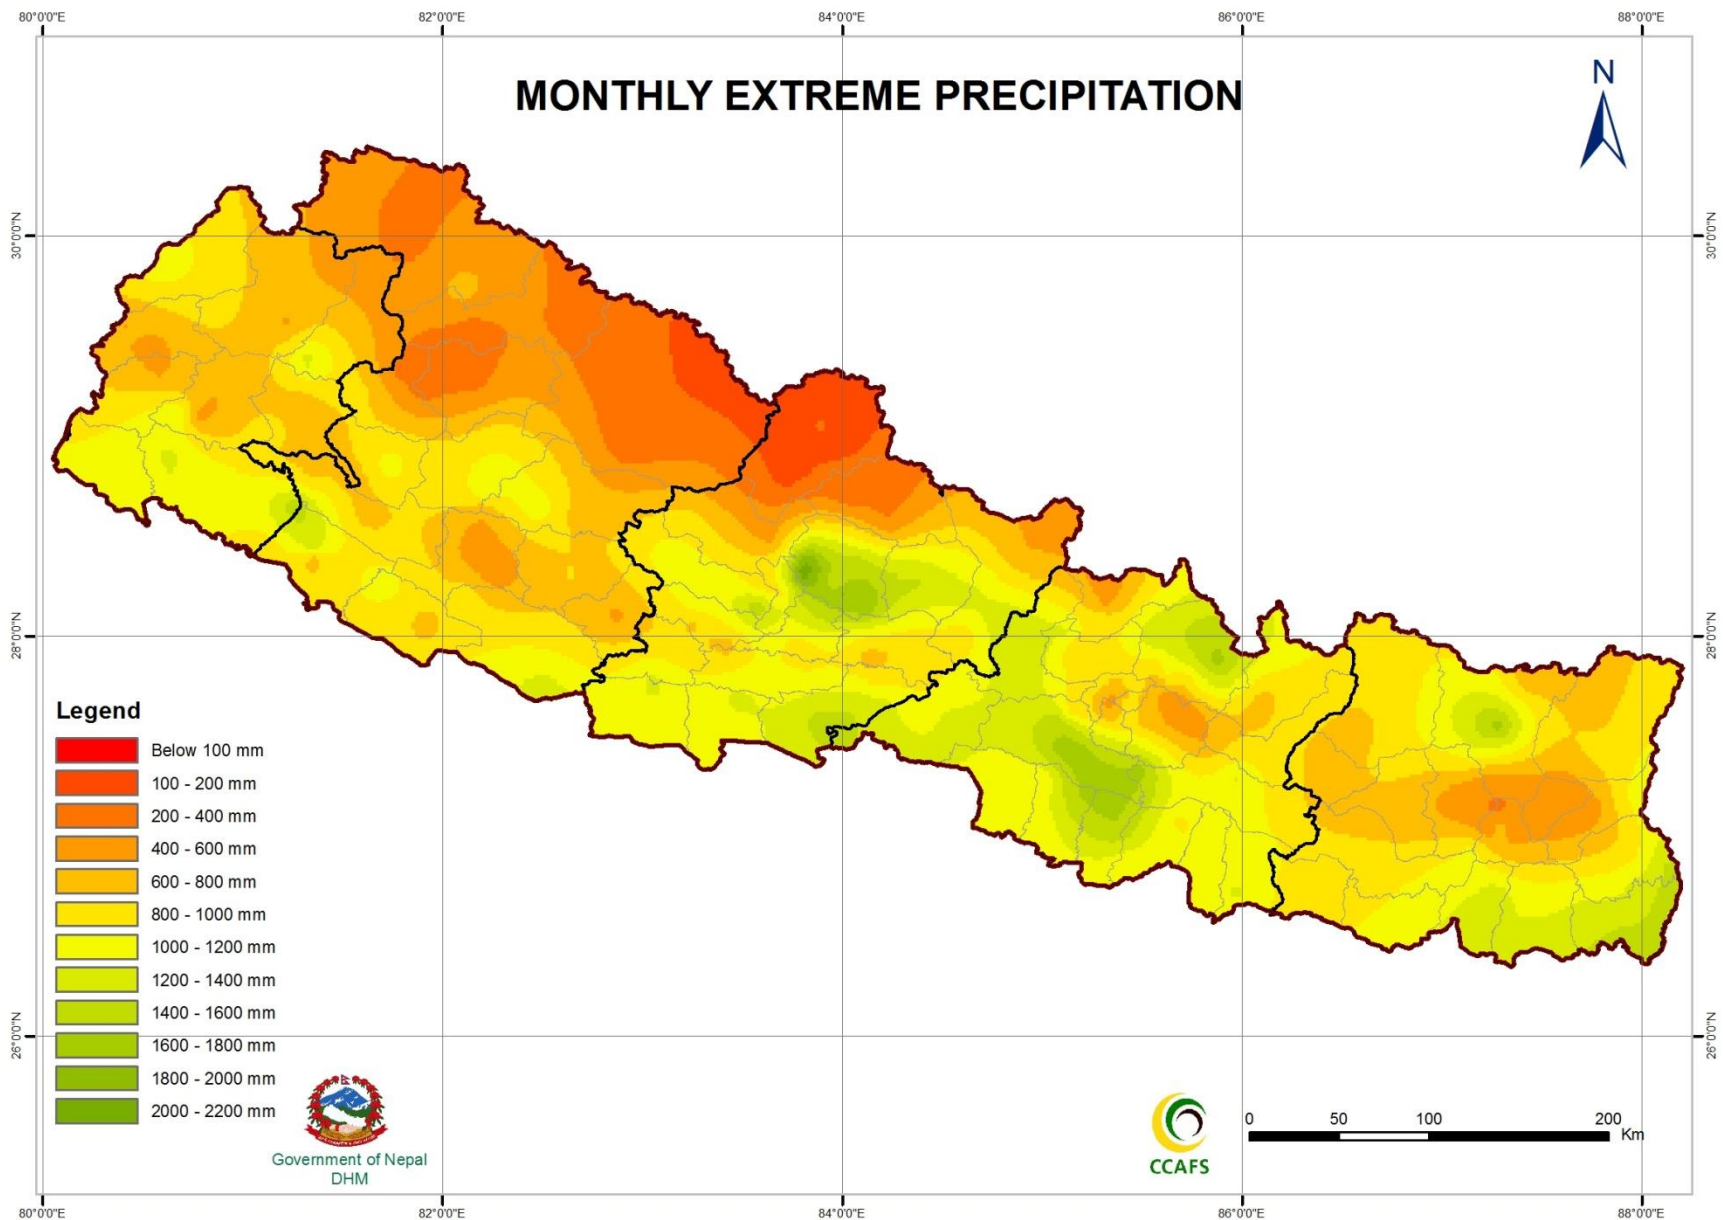 80°0'0"E 82°0'0"E 84°0'0"E 86°0'0"E 88°0'0"E
MONTHLY EXTREME PRECIPITATION
N
30°0'0"N 30°0'0"N
28°0'0"N 28°0'0"N
Legend
Below 100 mm
100 - 200 mm
200 - 400 mm
400 - 600 mm
600 - 800 mm
800 - 1000 mm
1000 - 1200 mm
1200 - 1400 mm
1400 - 1600 mm
1600 - 1800 mm
1800 - 2000 mm
2000 - 2200 mm
26°0'0"N 26°0'0"N
Government of Nepal
DHM
CCAFS
0 50 100 200
Km
80°0'0"E 82°0'0"E 84°0'0"E 86°0'0"E 88°0'0"E